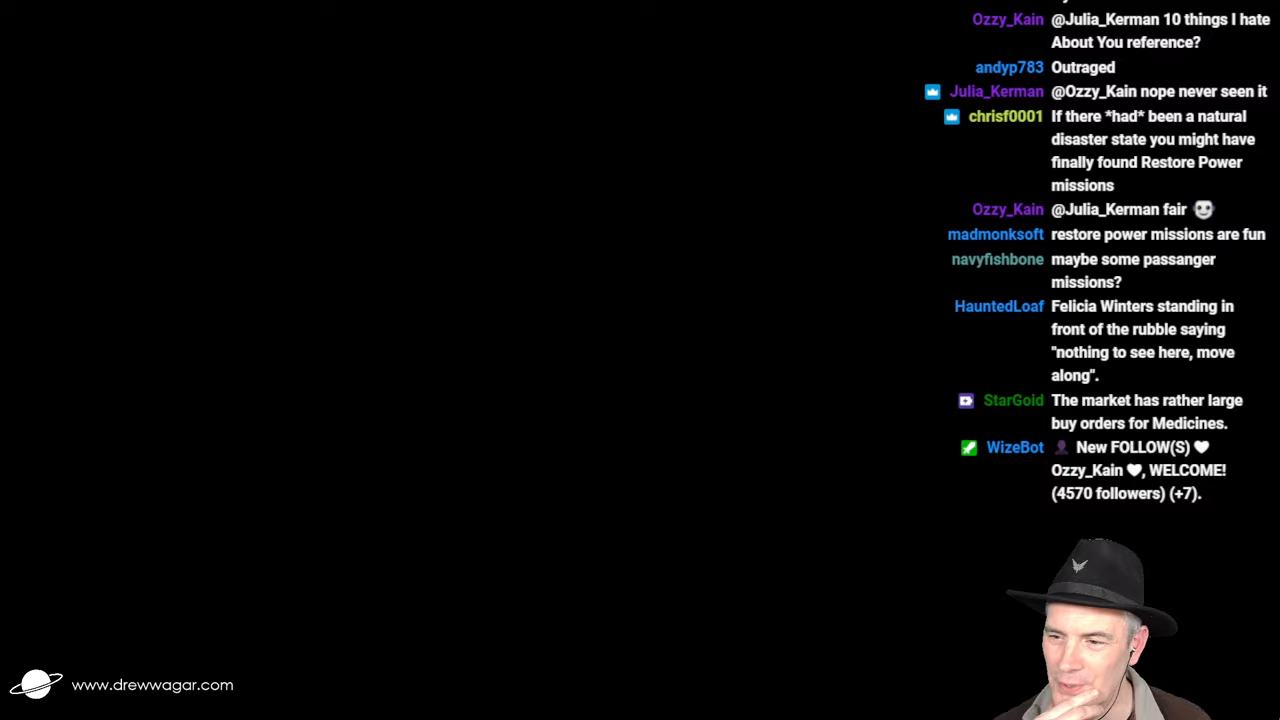 Ozzy_Kain @Julia_Kerman 10 things I hate
About You reference?
andyp783 Outraged
Julia_Kerman @Ozzy_Kain nope never seen it
chrisf0001 If there *had* been a natural
disaster state you might have
finally found Restore Power
missions
Ozzy_Kain @Julia_Kerman fair
madmonksoft restore power missions are fun
navyfishbone maybe some passanger
missions?
HauntedLoaf Felicia Winters standing in
front of the rubble saying
"nothing to see here, move
along".
StarGoid The market has rather large
buy orders for Medicines.
WizeBot New FOLLOW(S)
Ozzy_Kain , WELCOME!
(4570 followers) (+7).
www.drewwagar.com